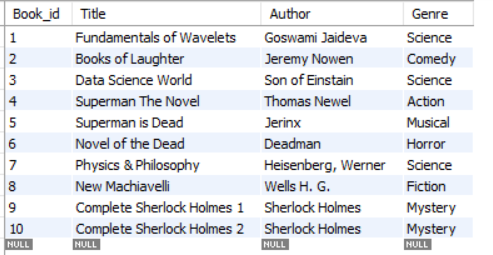 Book_id Title Author Genre
1 Fundamentals of Wavelets Goswami Jaideva Science
2 Books of Laughter Jeremy Nowen Comedy
3 Data Science World Son of Einstain Science
4 Superman The Novel Thomas Newel Action
5 Superman is Dead Jerinx Musical
6 Novel of the Dead Deadman Horror
7 Physics & Philosophy Heisenberg, Werner Science
8 New Machiavelli Wells H. G. Fiction
9 Complete Sherlock Holmes 1 Sherlock Holmes Mystery
10 Complete Sherlock Holmes 2 Sherlock Holmes Mystery
NULL NULL NULL NULL